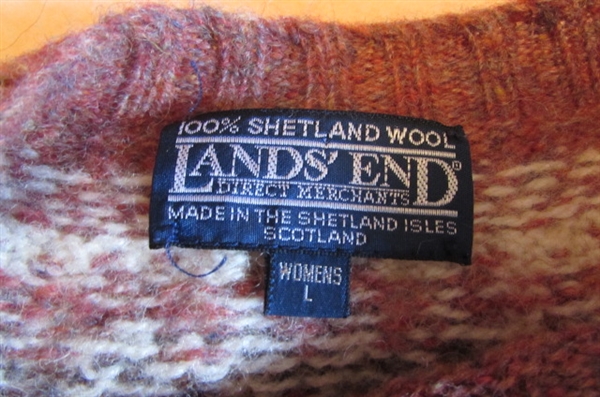 100% SHETLAND WOOL
LANDS' END®
DIRECT MERCHANTS
MADE IN THE SHETLAND ISLES
SCOTLAND
WOMENS
L